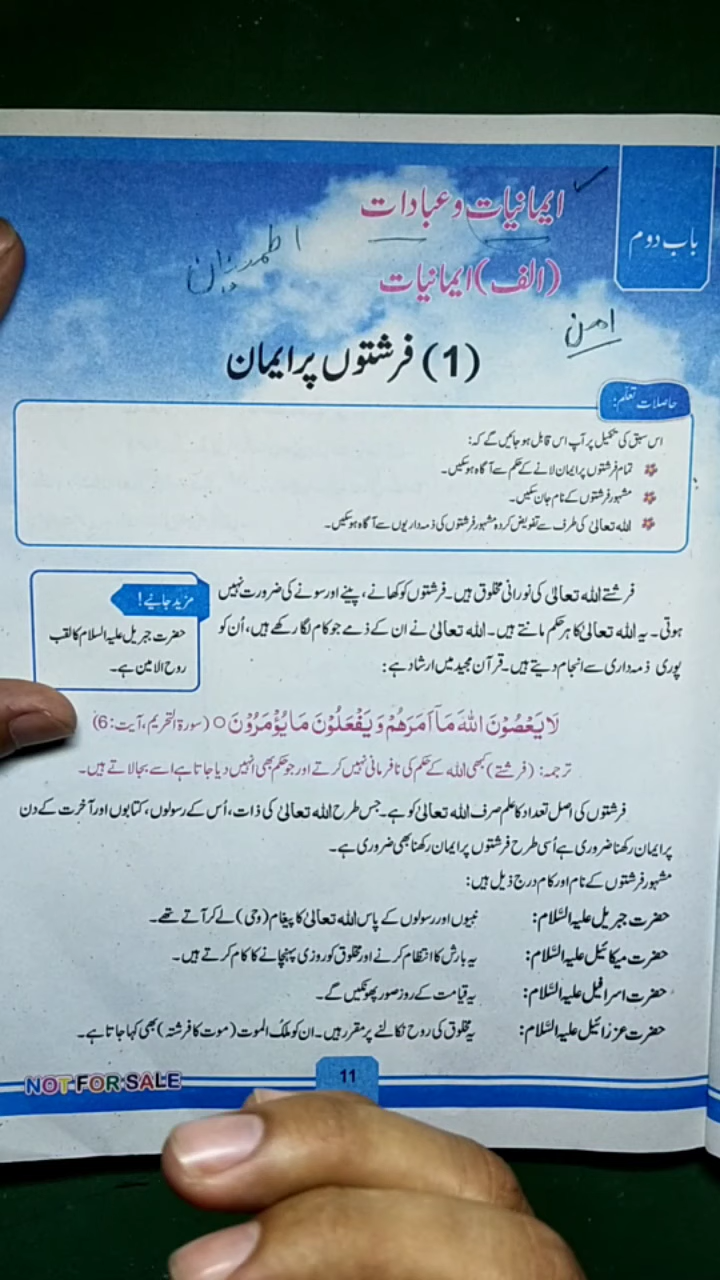 باب دوم
ایمانیات و عبادات
اطمینان
(الف) ایمانیات
امن
(1) فرشتوں پر ایمان
حاصلات تعلّم:
اس سبق کی تکمیل پر آپ اس قابل ہو جائیں گے کہ:
تمام فرشتوں پر ایمان لانے کے حکم سے آگاہ ہو سکیں۔
مشہور فرشتوں کے نام جان سکیں۔
اللہ تعالیٰ کی طرف سے تفویض کردہ مشہور فرشتوں کی ذمہ داریوں سے آگاہ ہو سکیں۔
فرشتے اللہ تعالیٰ کی نورانی مخلوق ہیں۔ فرشتوں کو کھانے، پینے اور سونے کی ضرورت نہیں
ہوتی۔ یہ اللہ تعالیٰ کا ہر حکم مانتے ہیں۔ اللہ تعالیٰ نے ان کے ذمے جو کام لگا رکھے ہیں، اُن کو
پوری ذمہ داری سے انجام دیتے ہیں۔ قرآن مجید میں ارشاد ہے:
مزید جانیے!
حضرت جبریل علیہ السلام کا لقب
روح الامین ہے۔
لَا یَعْصُوْنَ اللّٰہَ مَاۤ اَمَرَھُمْ وَیَفْعَلُوْنَ مَا یُؤْمَرُوْنَ ○ (سورۃ التحریم، آیت: 6)
ترجمہ: (فرشتے) کبھی اللہ کے حکم کی نافرمانی نہیں کرتے اور جو حکم بھی انہیں دیا جاتا ہے اسے بجا لاتے ہیں۔
فرشتوں کی اصل تعداد کا علم صرف اللہ تعالیٰ کو ہے۔ جس طرح اللہ تعالیٰ کی ذات، اُس کے رسولوں، کتابوں اور آخرت کے دن
پر ایمان رکھنا ضروری ہے اُسی طرح فرشتوں پر ایمان رکھنا بھی ضروری ہے۔
مشہور فرشتوں کے نام اور کام درج ذیل ہیں:
حضرت جبریل علیہ السَّلام: نبیوں اور رسولوں کے پاس اللہ تعالیٰ کا پیغام (وحی) لے کر آتے تھے۔
حضرت میکائیل علیہ السَّلام: یہ بارش کا انتظام کرنے اور مخلوق کو روزی پہنچانے کا کام کرتے ہیں۔
حضرت اسرافیل علیہ السَّلام: یہ قیامت کے روز صور پھونکیں گے۔
حضرت عزرائیل علیہ السَّلام: یہ مخلوق کی روح نکالنے پر مقرر ہیں۔ ان کو ملک الموت (موت کا فرشتہ) بھی کہا جاتا ہے۔
11
NOT FOR SALE